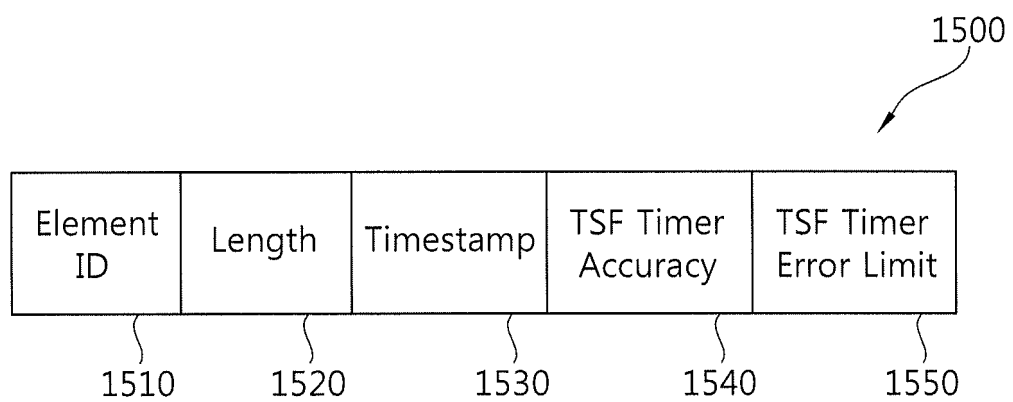 1500
Element
ID
Length
Timestamp
TSF Timer
Accuracy
TSF Timer
Error Limit
1510
1520
1530
1540
1550